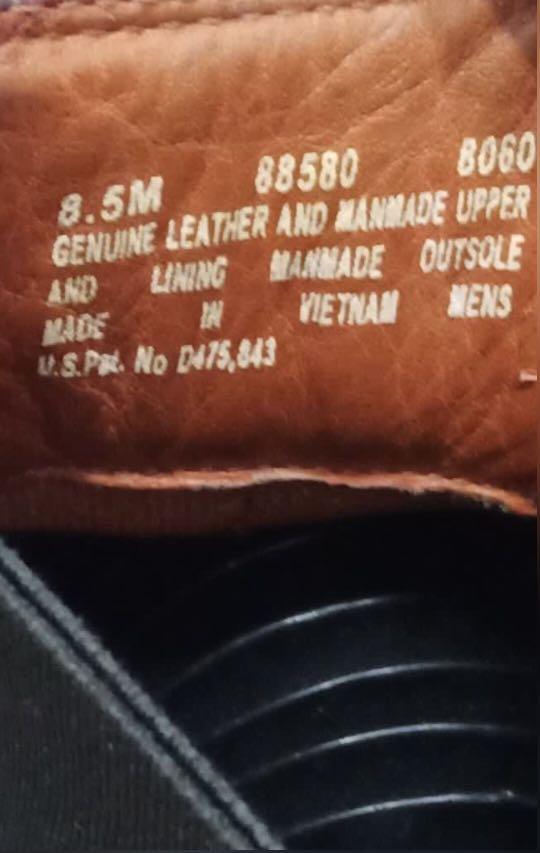 8.5M 88580 8060
GENUINE LEATHER AND MANMADE UPPER
AND LINING MANMADE OUTSOLE
MADE IN VIETNAM MENS
U.S.Pat. No D475,843